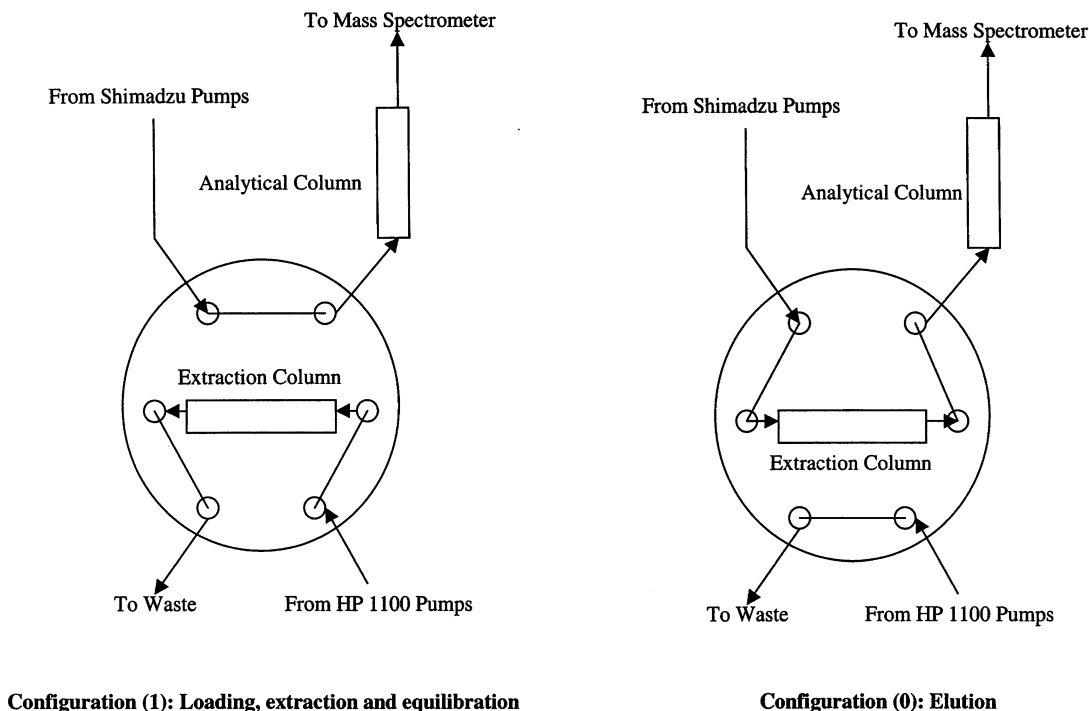 To Mass Spectrometer
From Shimadzu Pumps
Analytical Column
Extraction Column
To Waste
From HP 1100 Pumps
Configuration (1): Loading, extraction and equilibration
To Mass Spectrometer
From Shimadzu Pumps
Analytical Column
Extraction Column
To Waste
From HP 1100 Pumps
Configuration (0): Elution